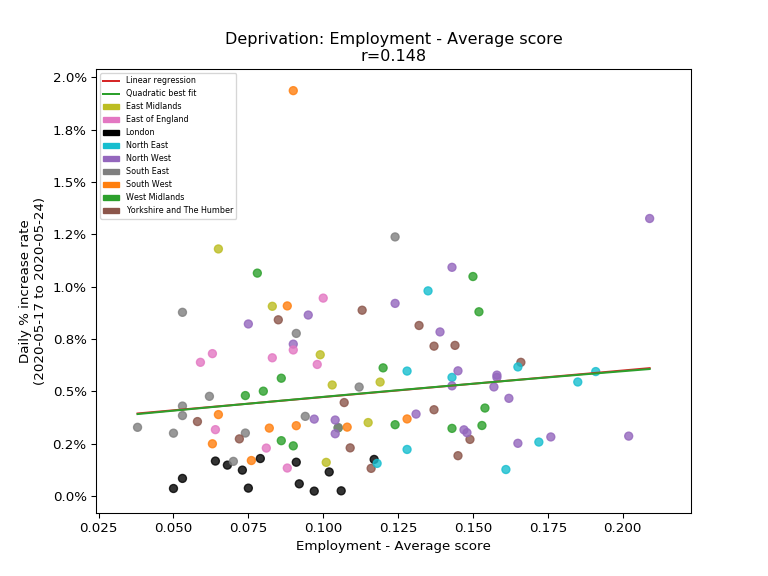 Deprivation: Employment - Average score
r=0.148
2.0%
1.8%
1.5%
1.2%
1.0%
0.8%
0.5%
0.2%
0.0%
Daily % increase rate
(2020-05-17 to 2020-05-24)
Linear regression
Quadratic best fit
East Midlands
East of England
London
North East
North West
South East
South West
West Midlands
Yorkshire and The Humber
0.025 0.050 0.075 0.100 0.125 0.150 0.175 0.200
Employment - Average score